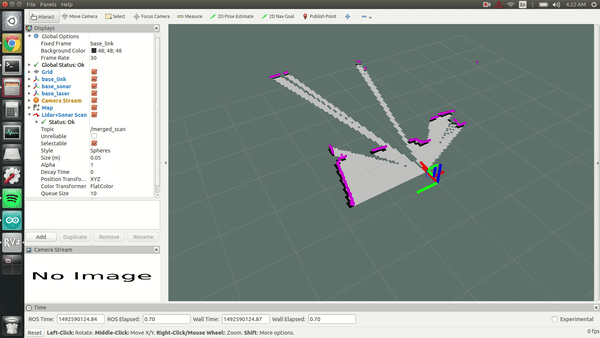 File Panels Help
En
4:22 AM
Interact Move Camera Select Focus Camera Measure 2D Pose Estimate 2D Nav Goal Publish Point
Displays
Global Options
Fixed Frame base_link
Background Color 48; 48; 48
Frame Rate 30
Global Status: Ok
Grid
base_link
base_sonar
base_laser
Camera Stream
Map
Lidar+Sonar Scan
Status: Ok
Topic /merged_scan
Unreliable
Selectable
Style Spheres
Size (m) 0.05
Alpha 1
Decay Time 0
Position Transfo... XYZ
Color Transformer FlatColor
Queue Size 10
Add Duplicate Remove Rename
Camera Stream
No Image
Time
ROS Time: 1492590124.84 ROS Elapsed: 0.70 Wall Time: 1492590124.87 Wall Elapsed: 0.70 Experimental
Reset Left-Click: Rotate. Middle-Click: Move X/Y. Right-Click/Mouse Wheel: Zoom. Shift: More options. 0 fps